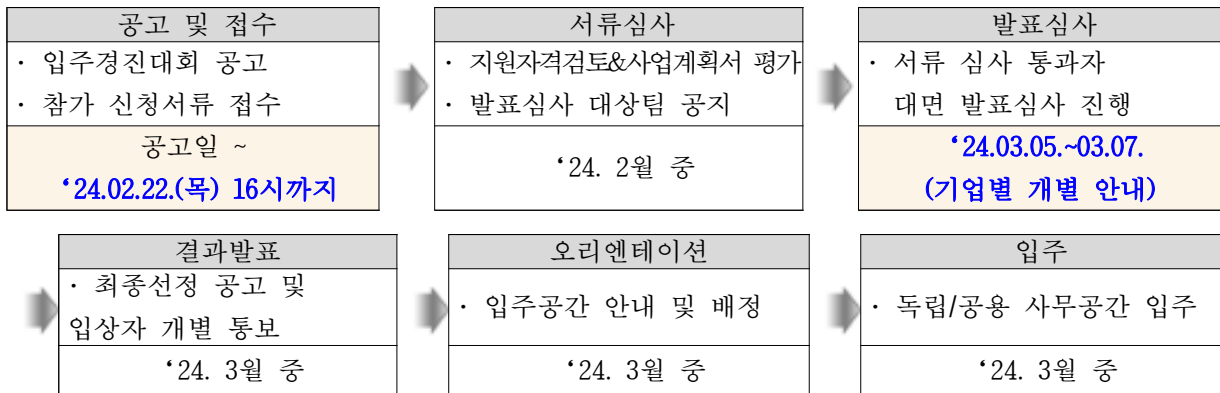 공고 및 접수
· 입주경진대회 공고
· 참가 신청서류 접수
공고일 ~
‘24.02.22.(목) 16시까지
서류심사
· 지원자격검토&사업계획서 평가
· 발표심사 대상팀 공지
‘24. 2월 중
발표심사
· 서류 심사 통과자
대면 발표심사 진행
‘24.03.05.~03.07.
(기업별 개별 안내)
결과발표
· 최종선정 공고 및
입상자 개별 통보
‘24. 3월 중
오리엔테이션
· 입주공간 안내 및 배정
‘24. 3월 중
입주
· 독립/공용 사무공간 입주
‘24. 3월 중